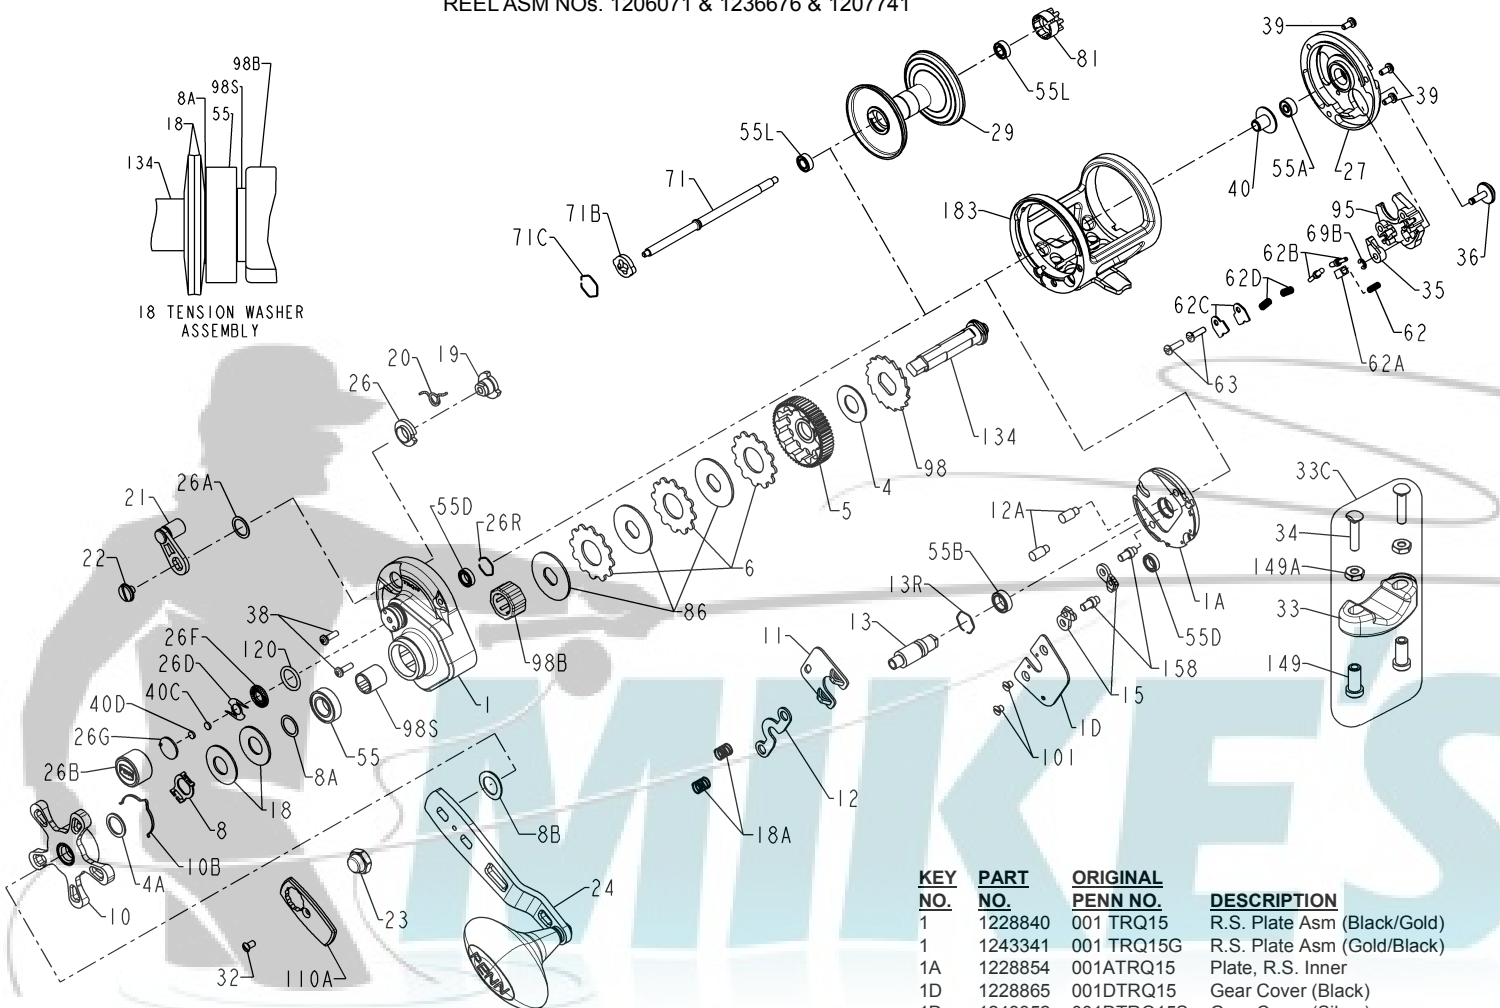 REEL ASM NOs. 1206071 & 1236676 & 1207741
39
81
98B
98S
55L
8A
39
55
29
18
55L
134
55A
27
40
71
183
95
71B
69B
71C
62B
36
62D
35
18 TENSION WASHER
ASSEMBLY
62C
62
20
19
62A
26
63
134
98
33C
26A
4
21
55D
5
12A
34
26R
22
6
55B
149A
1A
86
13R
33
38
11
13
55D
26F
120
98B
158
26D
149
40C
1
15
40D
98S
1D
26G
55
101
8A
26B
12
18
8
8B
18A
10B
4A
24
10
23
32
110A
PENN
MIKE'S
KEY NO. PART NO. ORIGINAL PENN NO. DESCRIPTION
1 1228840 001 TRQ15 R.S. Plate Asm (Black/Gold)
1 1243341 001 TRQ15G R.S. Plate Asm (Gold/Black)
1A 1228854 001ATRQ15 Plate, R.S. Inner
1D 1228865 001DTRQ15 Gear Cover (Black)